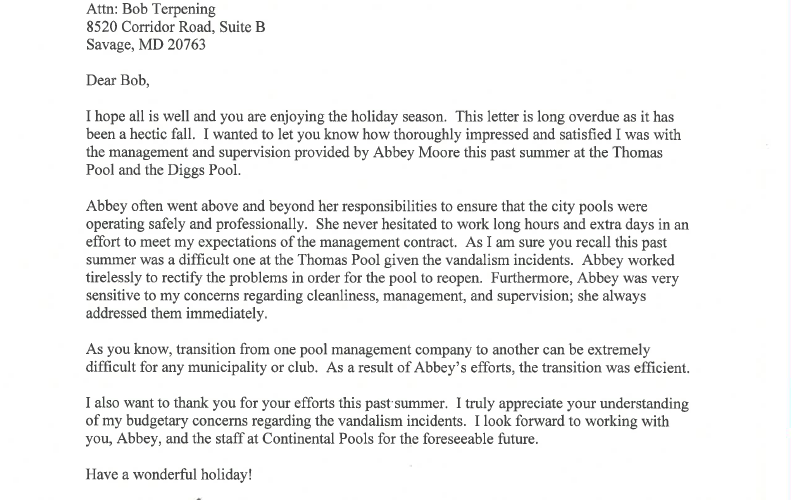 Attn: Bob Terpening
8520 Corridor Road, Suite B
Savage, MD 20763
Dear Bob,
I hope all is well and you are enjoying the holiday season. This letter is long overdue as it has
been a hectic fall. I wanted to let you know how thoroughly impressed and satisfied I was with
the management and supervision provided by Abbey Moore this past summer at the Thomas
Pool and the Diggs Pool.
Abbey often went above and beyond her responsibilities to ensure that the city pools were
operating safely and professionally. She never hesitated to work long hours and extra days in an
effort to meet my expectations of the management contract. As I am sure you recall this past
summer was a difficult one at the Thomas Pool given the vandalism incidents. Abbey worked
tirelessly to rectify the problems in order for the pool to reopen. Furthermore, Abbey was very
sensitive to my concerns regarding cleanliness, management, and supervision; she always
addressed them immediately.
As you know, transition from one pool management company to another can be extremely
difficult for any municipality or club. As a result of Abbey's efforts, the transition was efficient.
I also want to thank you for your efforts this past summer. I truly appreciate your understanding
of my budgetary concerns regarding the vandalism incidents. I look forward to working with
you, Abbey, and the staff at Continental Pools for the foreseeable future.
Have a wonderful holiday!